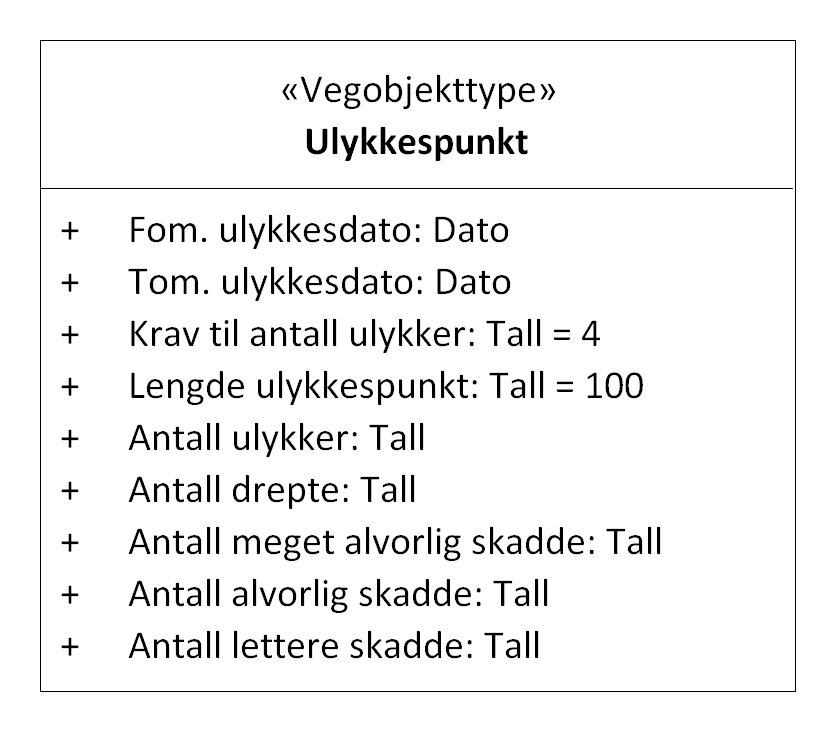 «Vegobjekttype»
Ulykkespunkt
+ Fom. ulykkesdato: Dato
+ Tom. ulykkesdato: Dato
+ Krav til antall ulykker: Tall = 4
+ Lengde ulykkespunkt: Tall = 100
+ Antall ulykker: Tall
+ Antall drepte: Tall
+ Antall meget alvorlig skadde: Tall
+ Antall alvorlig skadde: Tall
+ Antall lettere skadde: Tall